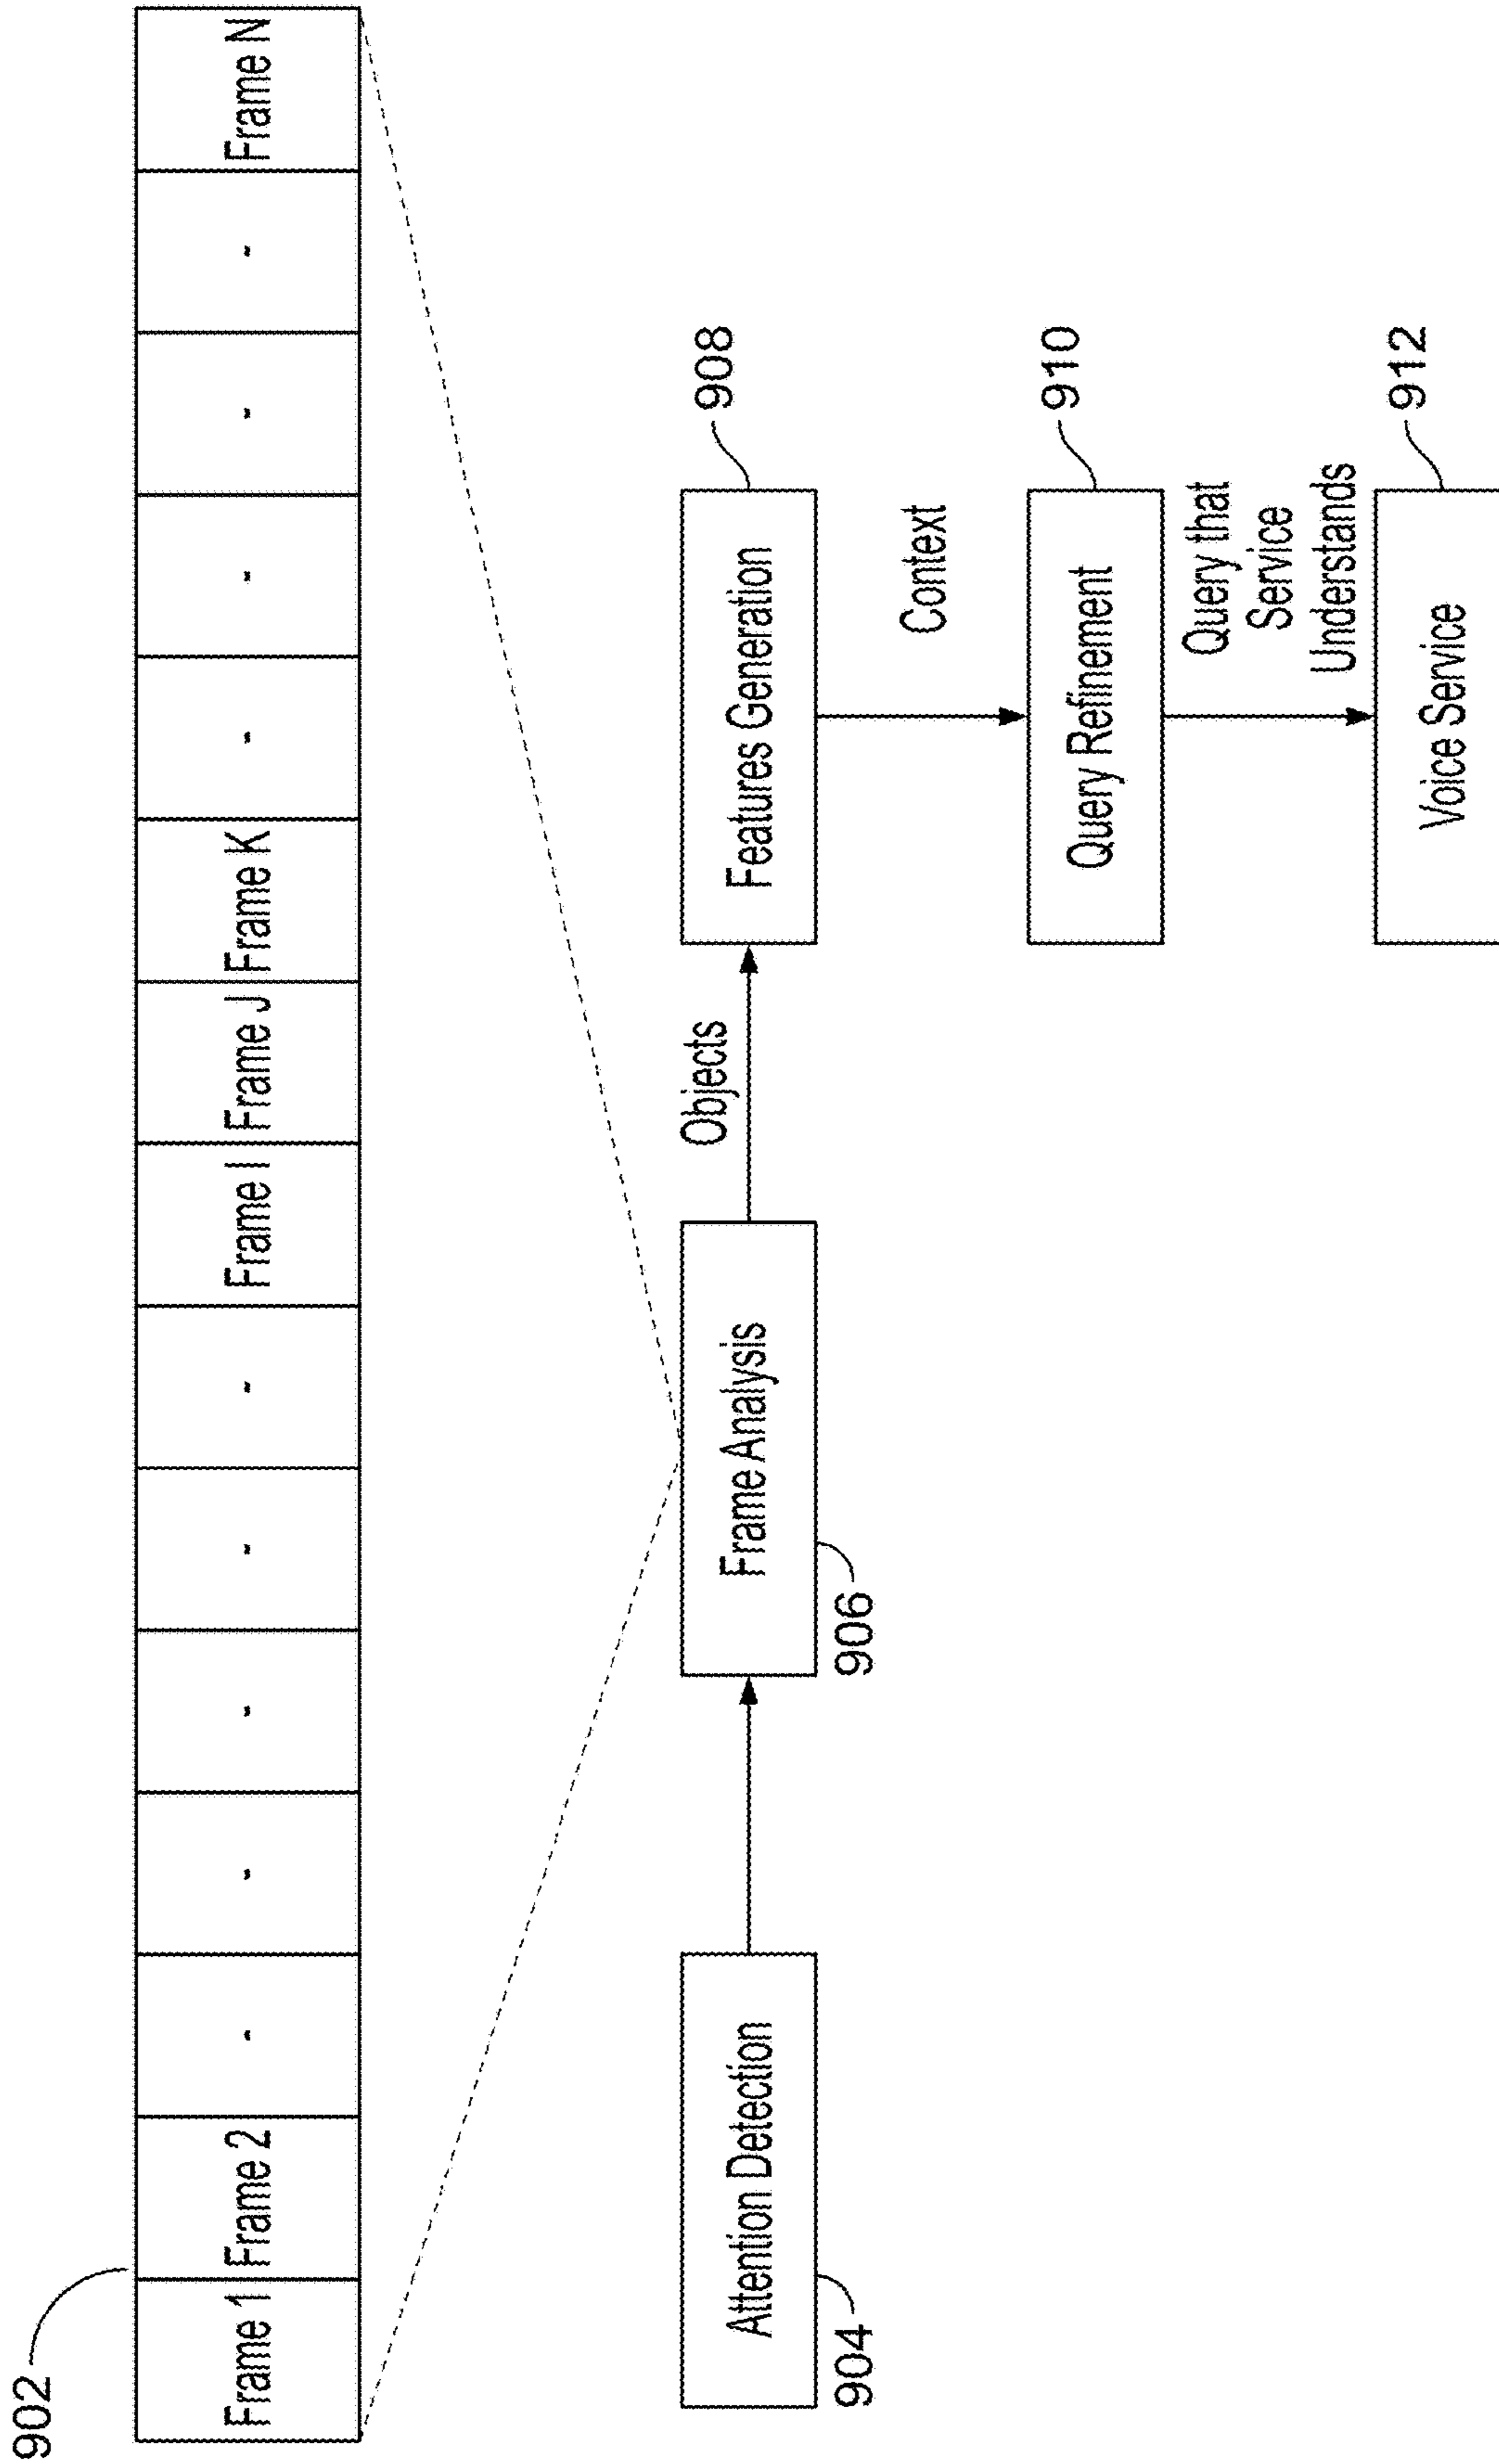 902
Frame 1
Frame 2
-
-
-
-
-
Frame I
Frame J
Frame K
-
-
-
-
Frame N
Attention Detection
904
Frame Analysis
906
Objects
Features Generation
908
Context
Query Refinement
910
Query that
Service
Understands
Voice Service
912